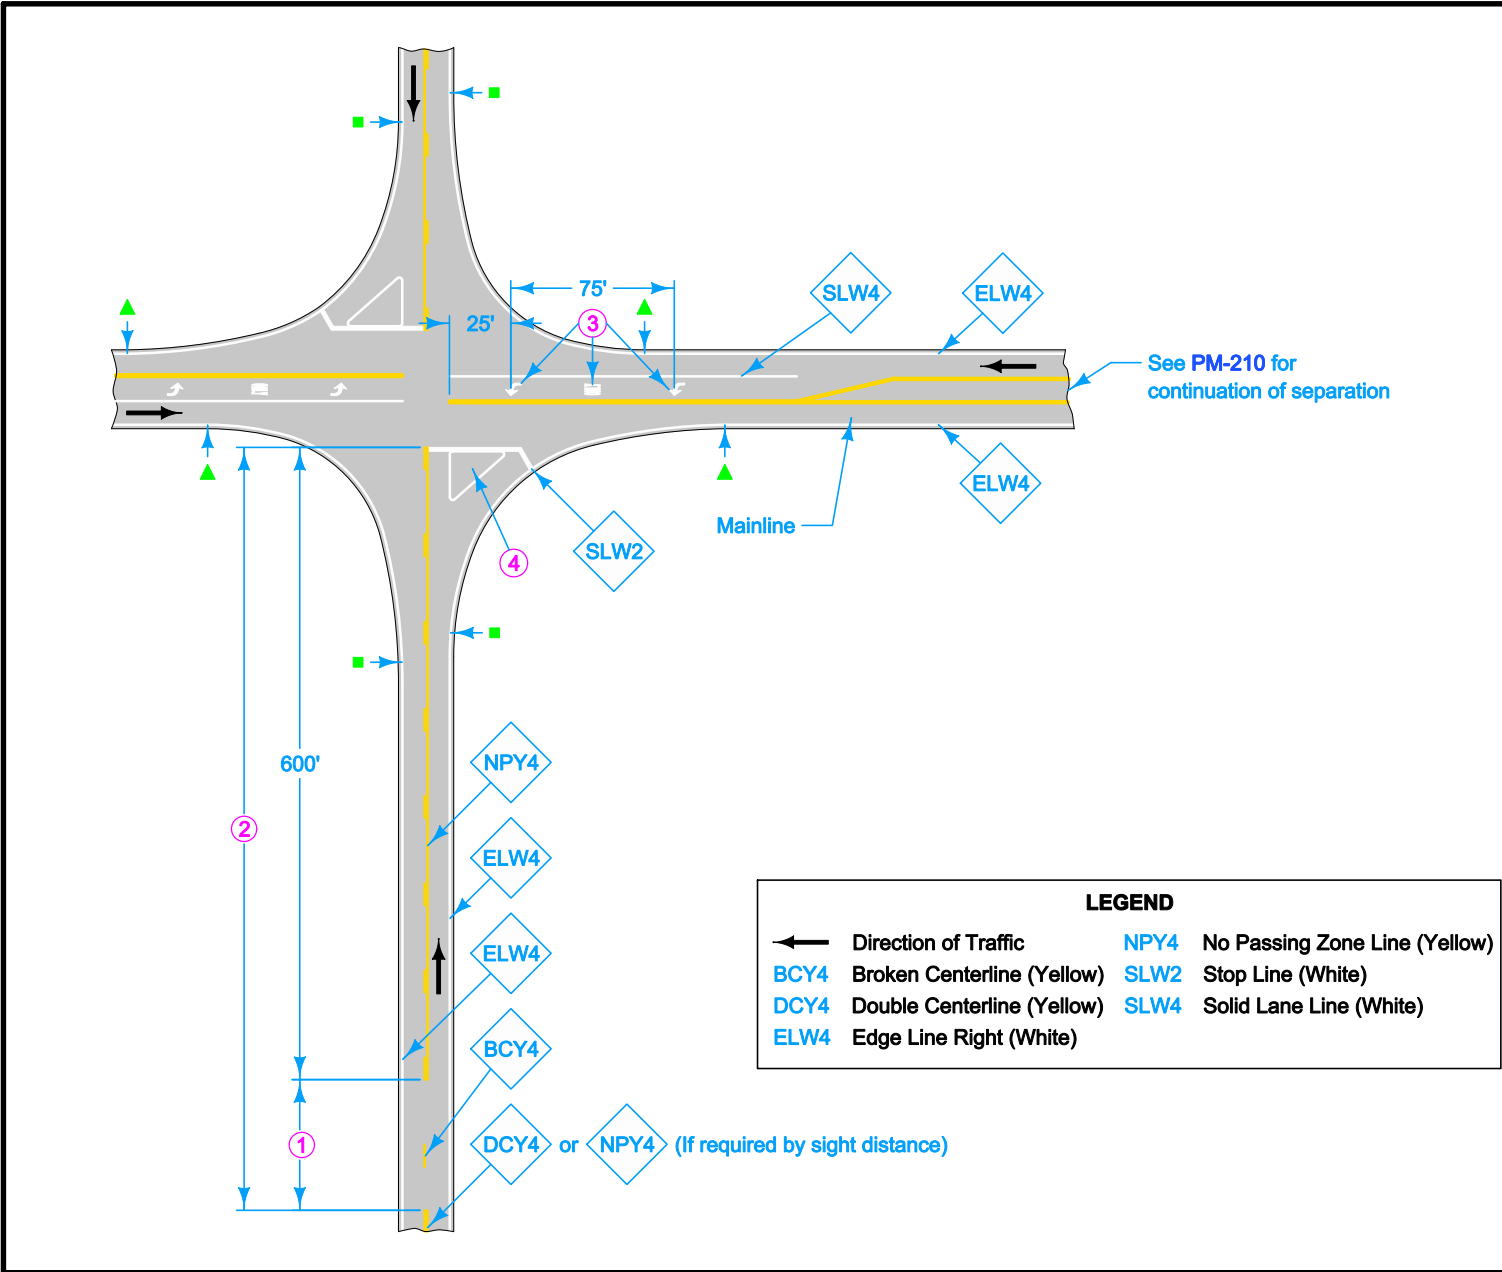 SLW4
ELW4
75'
25'
3
See PM-210 for
continuation of separation
ELW4
Mainline
SLW2
4
600'
NPY4
2
ELW4
ELW4
BCY4
1
DCY4 or NPY4 (If required by sight distance)
LEGEND
Direction of Traffic
NPY4 No Passing Zone Line (Yellow)
BCY4 Broken Centerline (Yellow)
SLW2 Stop Line (White)
DCY4 Double Centerline (Yellow)
SLW4 Solid Lane Line (White)
ELW4 Edge Line Right (White)